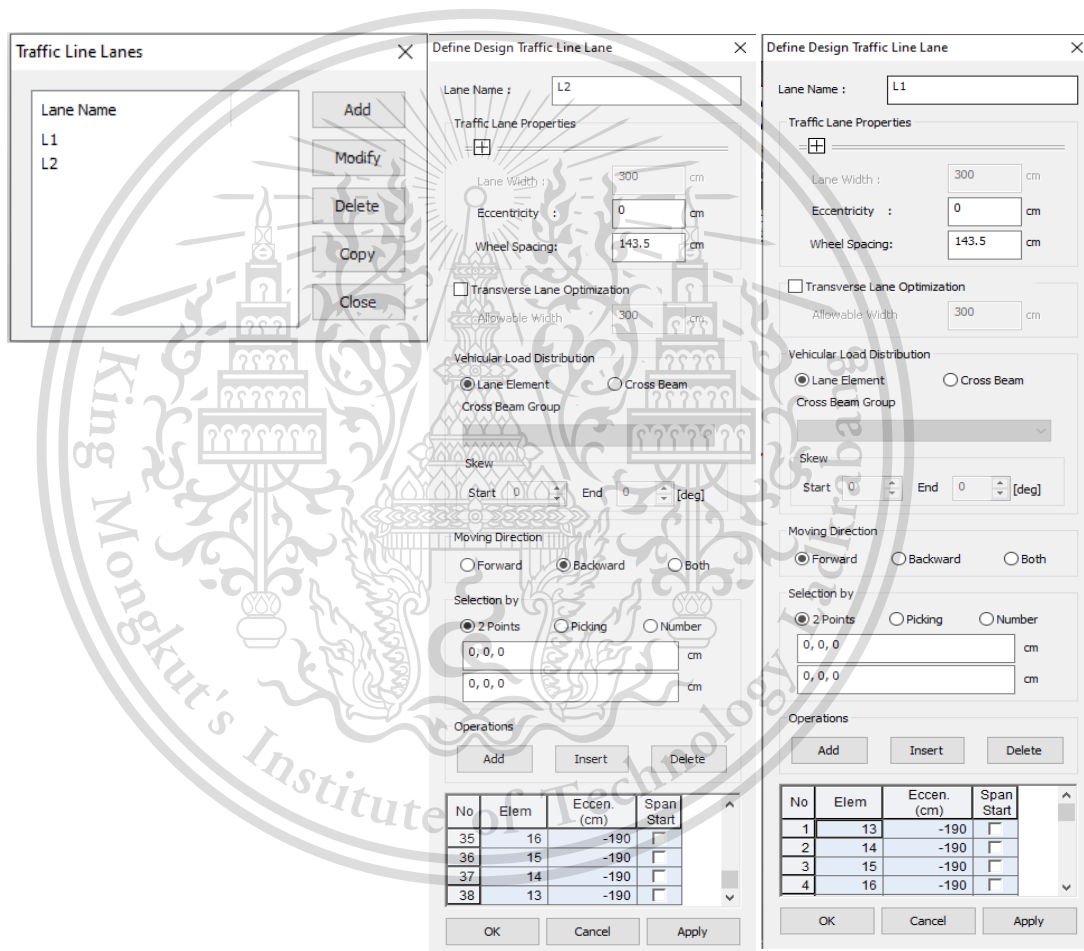 Traffic Line Lanes
Lane Name
L1
L2
Add
Modify
Delete
Copy
Close
Define Design Traffic Line Lane
Lane Name :
L2
Traffic Lane Properties
Lane Width :
300
cm
Eccentricity :
0
cm
Wheel Spacing:
143.5
cm
Transverse Lane Optimization
Allowable Width
300
cm
Vehicular Load Distribution
Lane Element
Cross Beam
Cross Beam Group
Skew
Start 0 End 0 [deg]
Moving Direction
Forward Backward Both
Selection by
2 Points Picking Number
0, 0, 0
cm
0, 0, 0
cm
Operations
Add Insert Delete
No Elem Eccen. (cm) Span Start
35 16 -190
36 15 -190
37 14 -190
38 13 -190
OK Cancel Apply
Define Design Traffic Line Lane
Lane Name :
L1
Traffic Lane Properties
Lane Width :
300
cm
Eccentricity :
0
cm
Wheel Spacing:
143.5
cm
Transverse Lane Optimization
Allowable Width
300
cm
Vehicular Load Distribution
Lane Element
Cross Beam
Cross Beam Group
Skew
Start 0 End 0 [deg]
Moving Direction
Forward Backward Both
Selection by
2 Points Picking Number
0, 0, 0
cm
0, 0, 0
cm
Operations
Add Insert Delete
No Elem Eccen. (cm) Span Start
1 13 -190
2 14 -190
3 15 -190
4 16 -190
OK Cancel Apply
King Mongkut's Institute of Technology Ladkrabang